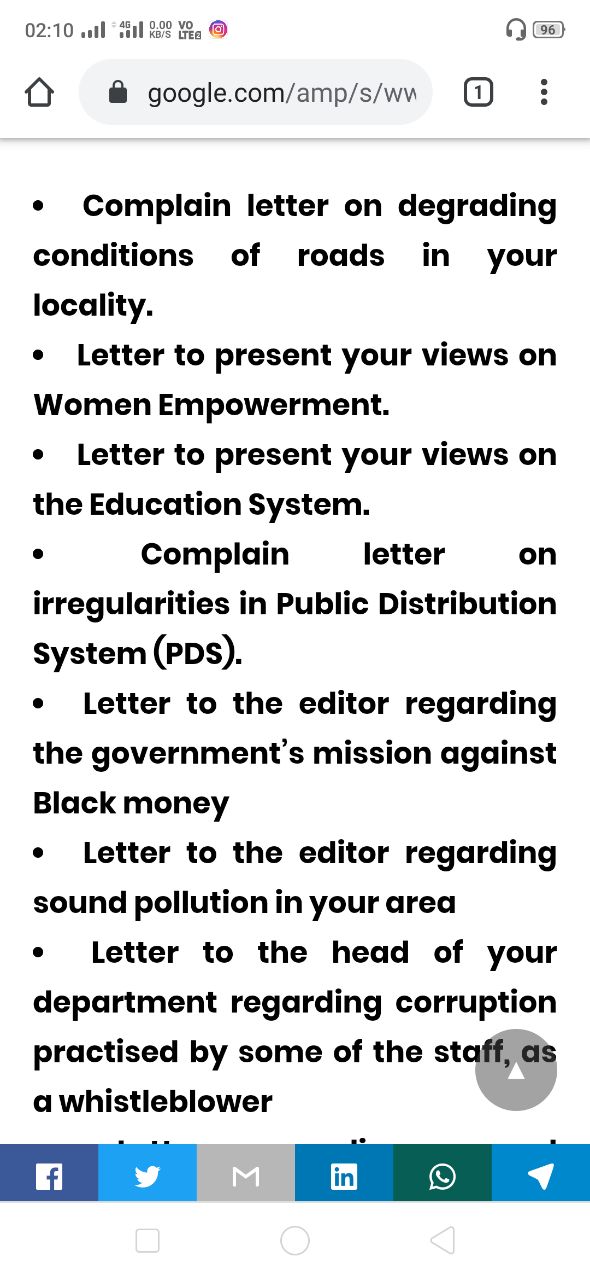 02:10 4G 0.00 KB/S VO LTE2 96
google.com/amp/s/ww
1
• Complain letter on degrading
conditions of roads in your
locality.
• Letter to present your views on
Women Empowerment.
• Letter to present your views on
the Education System.
• Complain letter on
irregularities in Public Distribution
System (PDS).
• Letter to the editor regarding
the government’s mission against
Black money
• Letter to the editor regarding
sound pollution in your area
• Letter to the head of your
department regarding corruption
practised by some of the staff, as
a whistleblower